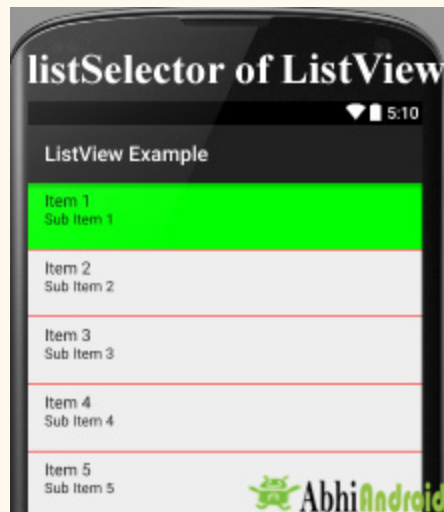 listSelector of ListView
5:10
ListView Example
Item 1
Sub Item 1
Item 2
Sub Item 2
Item 3
Sub Item 3
Item 4
Sub Item 4
Item 5
Sub Item 5
AbhiAndroid